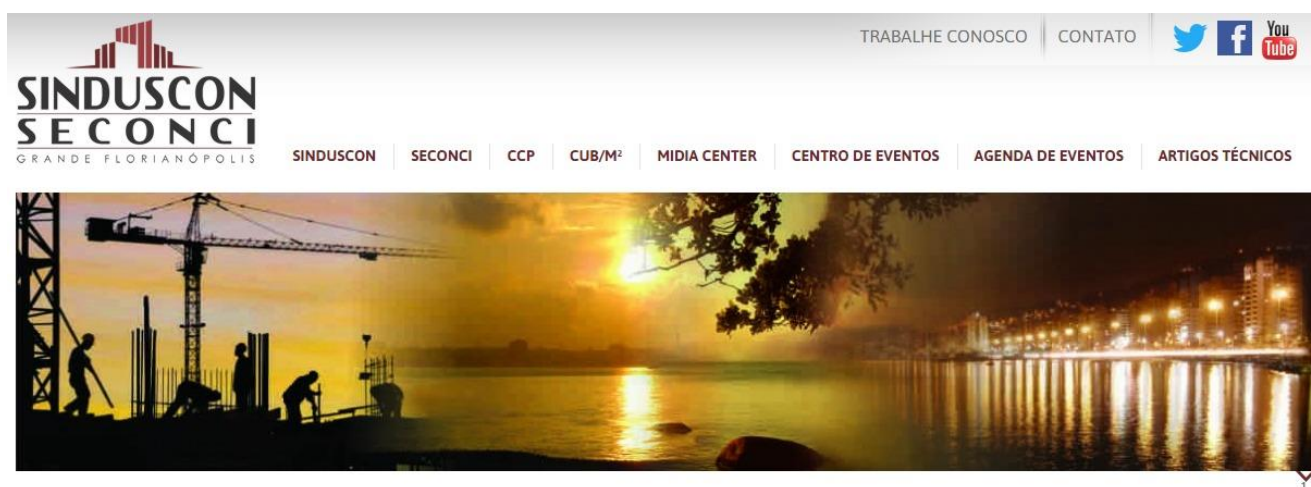 TRABALHE CONOSCO CONTATO You Tube
SINDUSCON
SECONCI
GRANDE FLORIANÓPOLIS
SINDUSCON SECONCI CCP CUB/M² MIDIA CENTER CENTRO DE EVENTOS AGENDA DE EVENTOS ARTIGOS TÉCNICOS